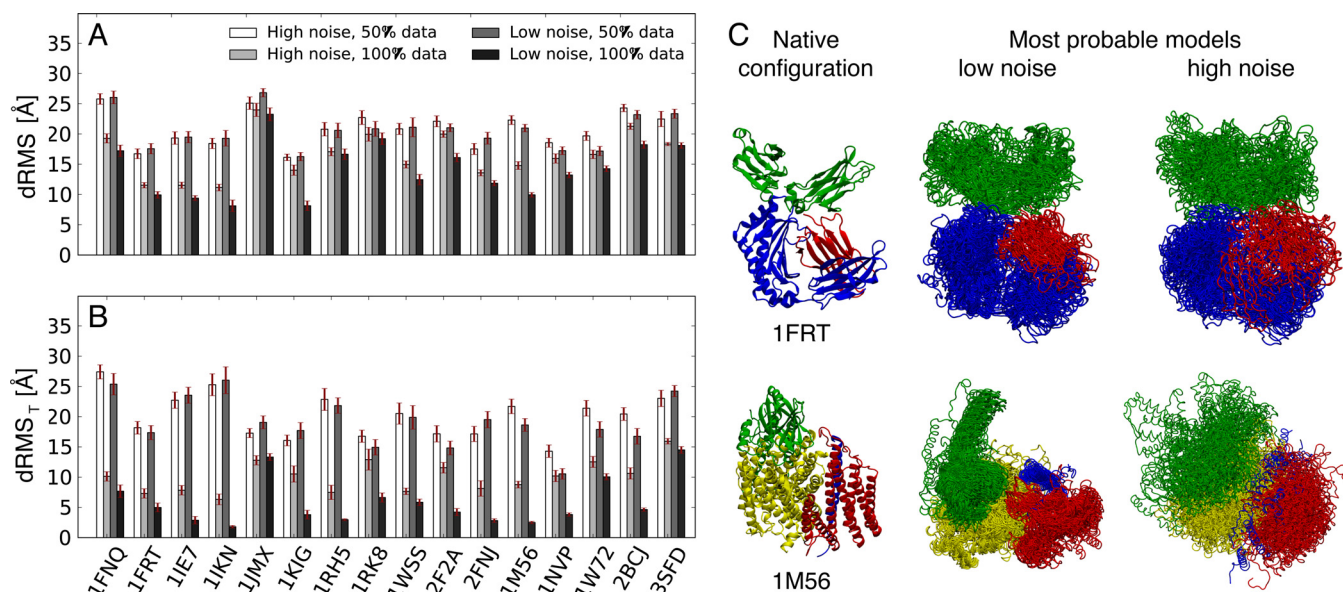 A
High noise, 50% data
High noise, 100% data
Low noise, 50% data
Low noise, 100% data
dRMS [Å]
35
30
25
20
15
10
5
0
B
dRMS_T [Å]
35
30
25
20
15
10
5
0
1FNQ
1FRT
1IE7
1IKN
1JMX
1KIG
1RH5
1RK8
1WSS
2F2A
2FNJ
1M56
1NVP
1W72
2BCJ
3SFD
C
Native
configuration
Most probable models
low noise
high noise
1FRT
1M56